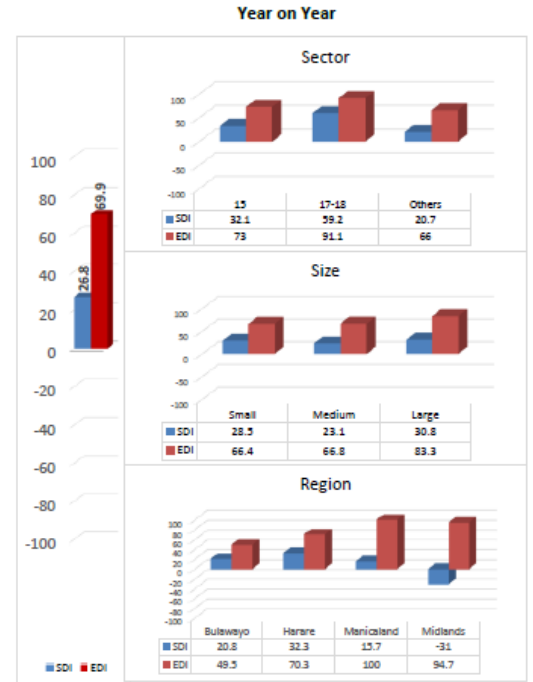 Year on Year
100
80
60
40
20
0
-20
-40
-60
-80
-100
26.8
69.9
SDI EDI
Sector
100
50
0
-50
-100
15 17-18 Others
SDI 32.1 59.2 20.7
EDI 73 91.1 66
Size
100
50
0
-50
-100
Small Medium Large
SDI 28.5 23.1 30.8
EDI 66.4 66.8 83.3
Region
100
80
60
40
20
0
-20
-40
-60
-80
-100
Bulawayo Harare Manicaland Midlands
SDI 20.8 32.3 15.7 -31
EDI 49.5 70.3 100 94.7